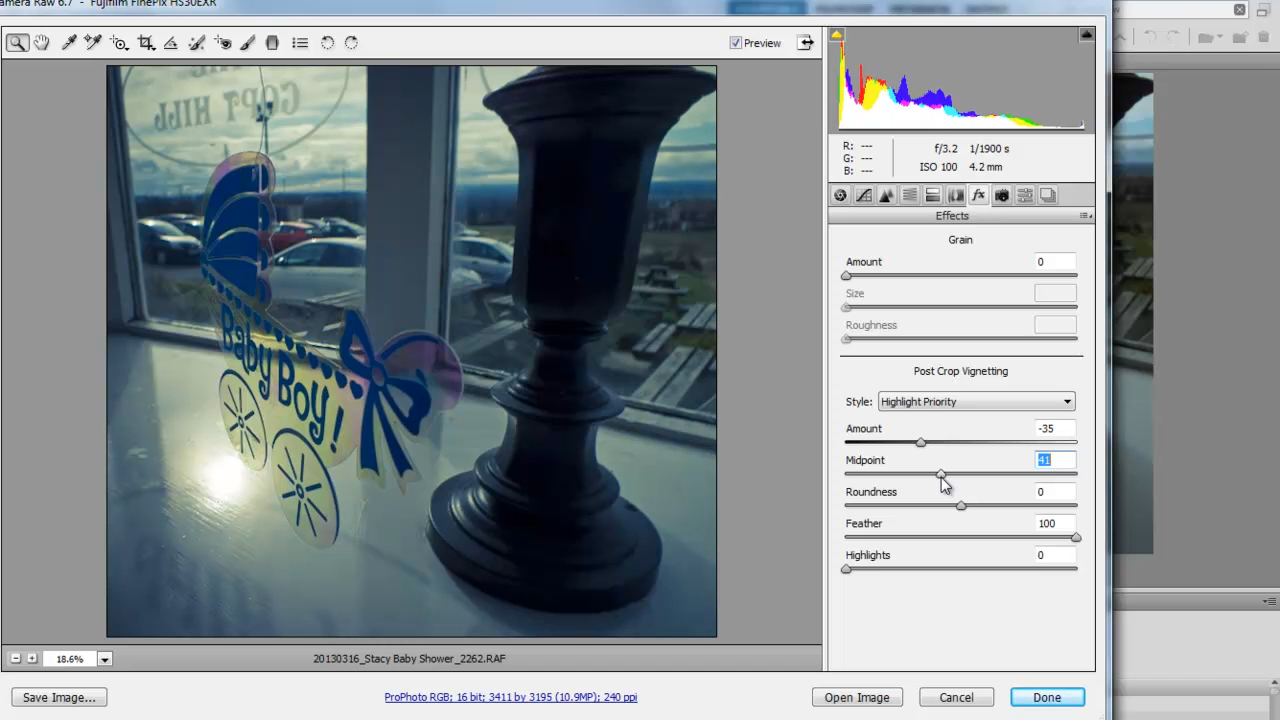 Camera Raw 6.7 - Fujifilm FinePix HS30EXR
Preview
COPT HILL
Baby Boy!
R: ---
G: ---
B: ---
f/3.2 1/1900 s
ISO 100 4.2 mm
Effects
Grain
Amount 0
Size
Roughness
Post Crop Vignetting
Style: Highlight Priority
Amount -35
Midpoint 41
Roundness 0
Feather 100
Highlights 0
18.6%
20130316_Stacy Baby Shower_2262.RAF
Save Image...
ProPhoto RGB; 16 bit; 3411 by 3195 (10.9MP); 240 ppi
Open Image
Cancel
Done